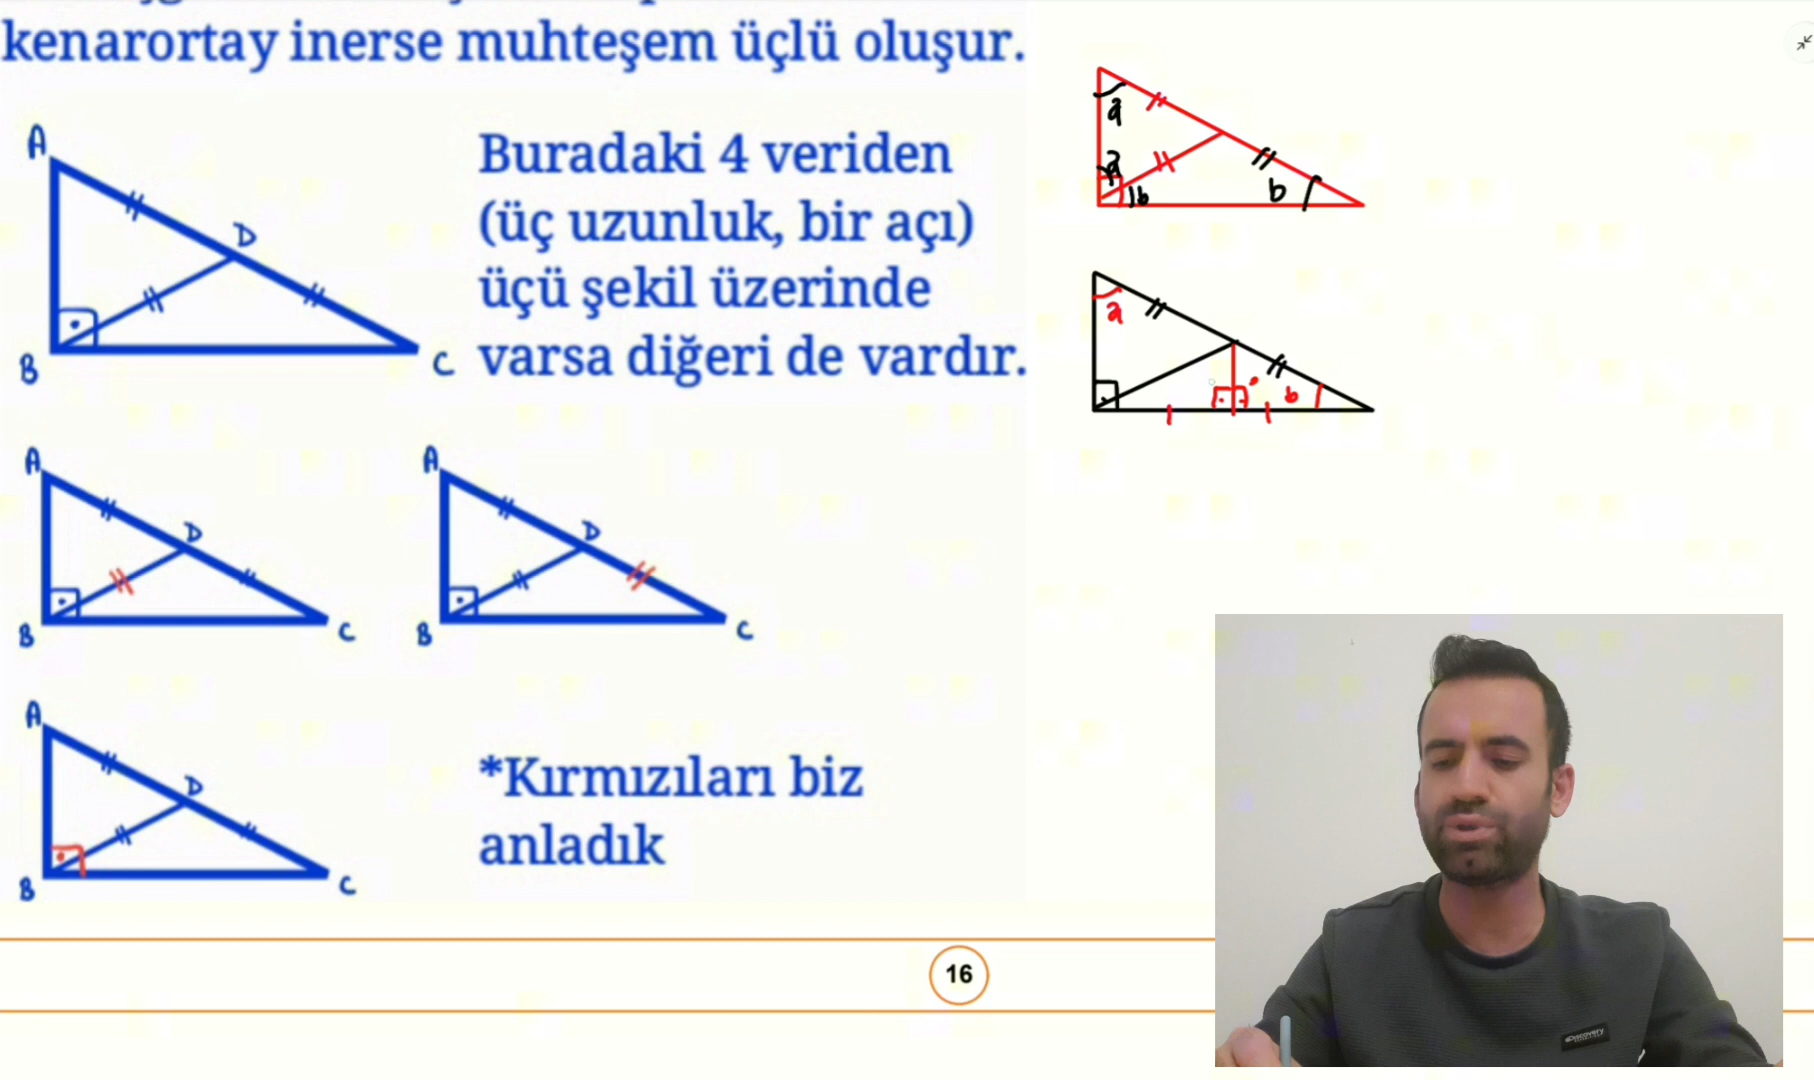 kenarortay inerse muhteşem üçlü oluşur.
A
D
B
C
Buradaki 4 veriden
(üç uzunluk, bir açı)
üçü şekil üzerinde
varsa diğeri de vardır.
a
a
b
b
a
b
A
D
B
C
A
D
B
C
A
D
B
C
*Kırmızıları biz
anladık
16
Discovery